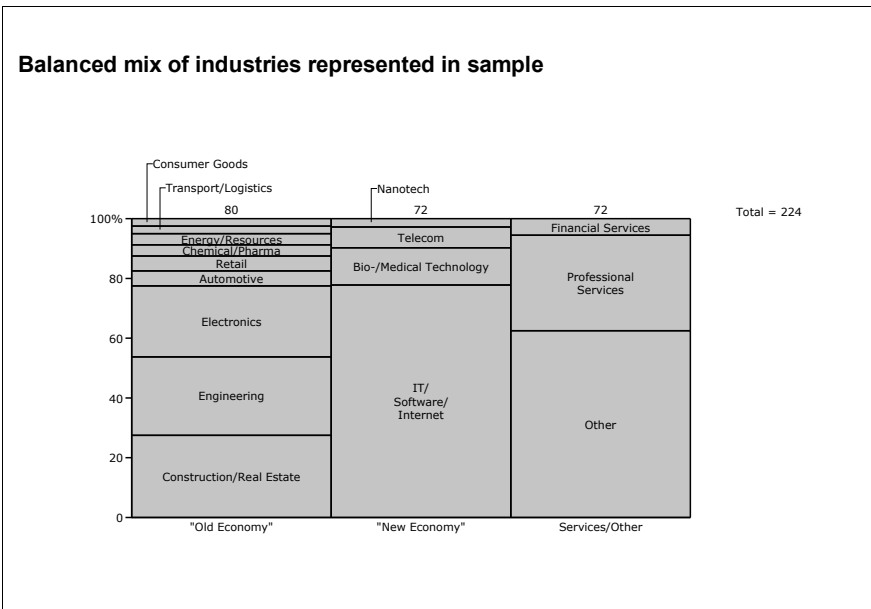 Balanced mix of industries represented in sample
Consumer Goods
Transport/Logistics
Nanotech
80
72
72
Total = 224
100%
80
60
40
20
0
Energy/Resources
Chemical/Pharma
Retail
Automotive
Electronics
Engineering
Construction/Real Estate
Telecom
Bio-/Medical Technology
IT/
Software/
Internet
Financial Services
Professional
Services
Other
"Old Economy"
"New Economy"
Services/Other